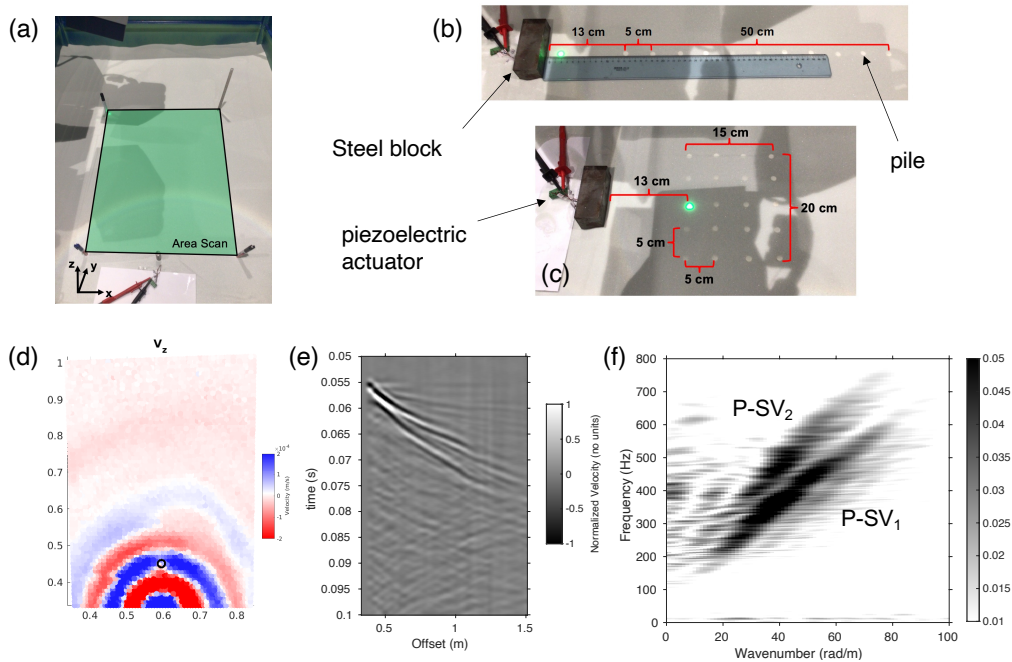 (a)
Area Scan
z
y
x
(b)
13 cm
5 cm
50 cm
Steel block
pile
15 cm
13 cm
20 cm
piezoelectric
actuator
5 cm
5 cm
(c)
(d)
V_z
1
0.9
0.8
0.7
0.6
0.5
0.4
0.4 0.5 0.6 0.7 0.8
×10⁻⁴
2
1
0
-1
-2
Velocity (m/s)
(e)
0.05
0.055
0.06
0.065
0.07
0.075
0.08
0.085
0.09
0.095
0.1
time (s)
0.5 1 1.5
Offset (m)
1
0.5
0
-0.5
-1
Normalized Velocity (no units)
(f)
800
700
600
500
400
300
200
100
0
Frequency (Hz)
P-SV₂
P-SV₁
0 20 40 60 80 100
Wavenumber (rad/m)
0.05
0.045
0.04
0.035
0.03
0.025
0.02
0.015
0.01